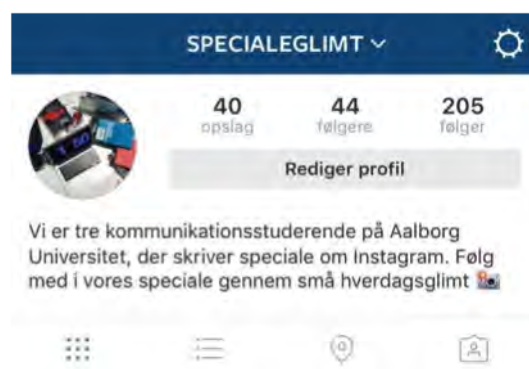 SPECIALEGLIMT
40 44 205
opslag følgere følger
Rediger profil
Vi er tre kommunikationsstuderende på Aalborg
Universitet, der skriver speciale om Instagram. Følg
med i vores speciale gennem små hverdagsglimt